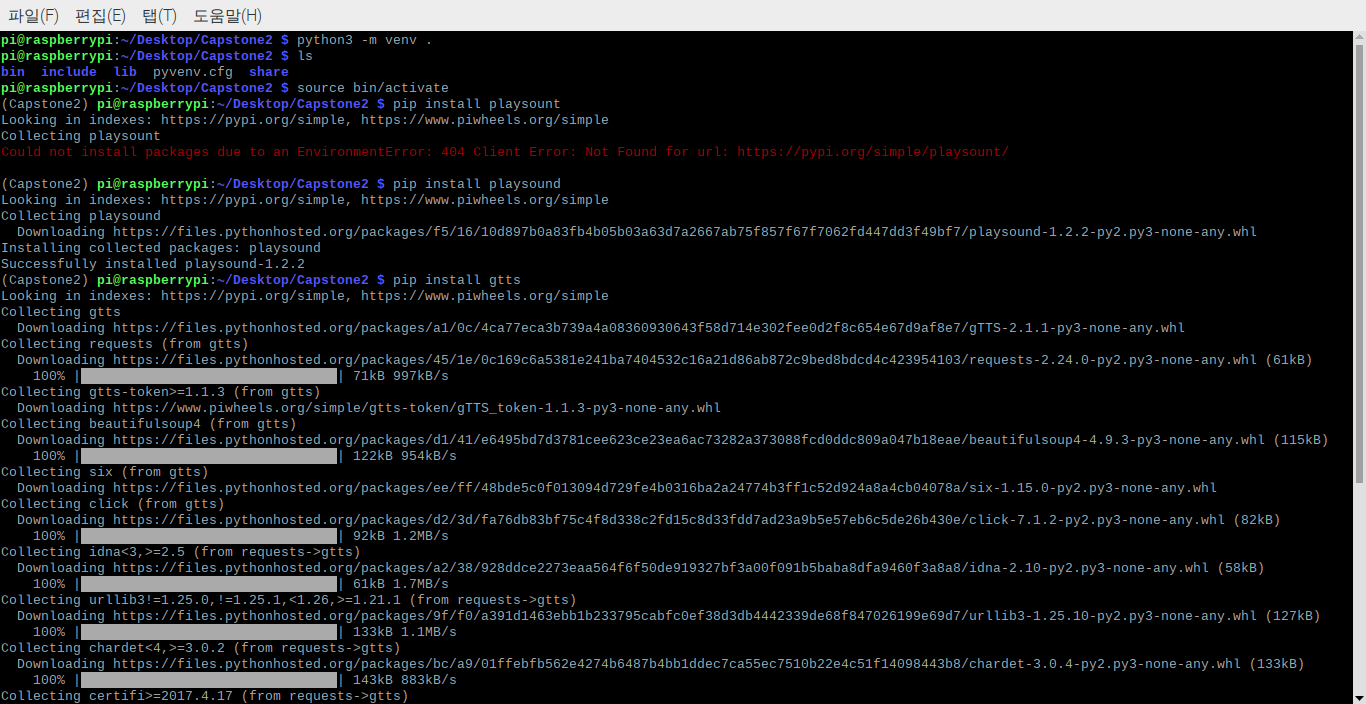 파일(F) 편집(E) 탭(T) 도움말(H)
pi@raspberrypi:~/Desktop/Capstone2 $ python3 -m venv .
pi@raspberrypi:~/Desktop/Capstone2 $ ls
bin  include  lib  pyvenv.cfg  share
pi@raspberrypi:~/Desktop/Capstone2 $ source bin/activate
(Capstone2) pi@raspberrypi:~/Desktop/Capstone2 $ pip install playsount
Looking in indexes: https://pypi.org/simple, https://www.piwheels.org/simple
Collecting playsount
Could not install packages due to an EnvironmentError: 404 Client Error: Not Found for url: https://pypi.org/simple/playsount/
(Capstone2) pi@raspberrypi:~/Desktop/Capstone2 $ pip install playsound
Looking in indexes: https://pypi.org/simple, https://www.piwheels.org/simple
Collecting playsound
  Downloading https://files.pythonhosted.org/packages/f5/16/10d897b0a83fb4b05b03a63d7a2667ab75f857f67f7062fd447dd3f49bf7/playsound-1.2.2-py2.py3-none-any.whl
Installing collected packages: playsound
Successfully installed playsound-1.2.2
(Capstone2) pi@raspberrypi:~/Desktop/Capstone2 $ pip install gtts
Looking in indexes: https://pypi.org/simple, https://www.piwheels.org/simple
Collecting gtts
  Downloading https://files.pythonhosted.org/packages/a1/0c/4ca77eca3b739a4a08360930643f58d714e302fee0d2f8c654e67d9af8e7/gTTS-2.1.1-py3-none-any.whl
Collecting requests (from gtts)
  Downloading https://files.pythonhosted.org/packages/45/1e/0c169c6a5381e241ba7404532c16a21d86ab872c9bed8bdcd4c423954103/requests-2.24.0-py2.py3-none-any.whl (61kB)
    100% || 71kB 997kB/s
Collecting gtts-token>=1.1.3 (from gtts)
  Downloading https://www.piwheels.org/simple/gtts-token/gTTS_token-1.1.3-py3-none-any.whl
Collecting beautifulsoup4 (from gtts)
  Downloading https://files.pythonhosted.org/packages/d1/41/e6495bd7d3781cee623ce23ea6ac73282a373088fcd0ddc809a047b18eae/beautifulsoup4-4.9.3-py3-none-any.whl (115kB)
    100% || 122kB 954kB/s
Collecting six (from gtts)
  Downloading https://files.pythonhosted.org/packages/ee/ff/48bde5c0f013094d729fe4b0316ba2a24774b3ff1c52d924a8a4cb04078a/six-1.15.0-py2.py3-none-any.whl
Collecting click (from gtts)
  Downloading https://files.pythonhosted.org/packages/d2/3d/fa76db83bf75c4f8d338c2fd15c8d33fdd7ad23a9b5e57eb6c5de26b430e/click-7.1.2-py2.py3-none-any.whl (82kB)
    100% || 92kB 1.2MB/s
Collecting idna<3,>=2.5 (from requests->gtts)
  Downloading https://files.pythonhosted.org/packages/a2/38/928ddce2273eaa564f6f50de919327bf3a00f091b5baba8dfa9460f3a8a8/idna-2.10-py2.py3-none-any.whl (58kB)
    100% || 61kB 1.7MB/s
Collecting urllib3!=1.25.0,!=1.25.1,<1.26,>=1.21.1 (from requests->gtts)
  Downloading https://files.pythonhosted.org/packages/9f/f0/a391d1463ebb1b233795cabfc0ef38d3db4442339de68f847026199e69d7/urllib3-1.25.10-py2.py3-none-any.whl (127kB)
    100% || 133kB 1.1MB/s
Collecting chardet<4,>=3.0.2 (from requests->gtts)
  Downloading https://files.pythonhosted.org/packages/bc/a9/01ffebfb562e4274b6487b4bb1ddec7ca55ec7510b22e4c51f14098443b8/chardet-3.0.4-py2.py3-none-any.whl (133kB)
    100% || 143kB 883kB/s
Collecting certifi>=2017.4.17 (from requests->gtts)